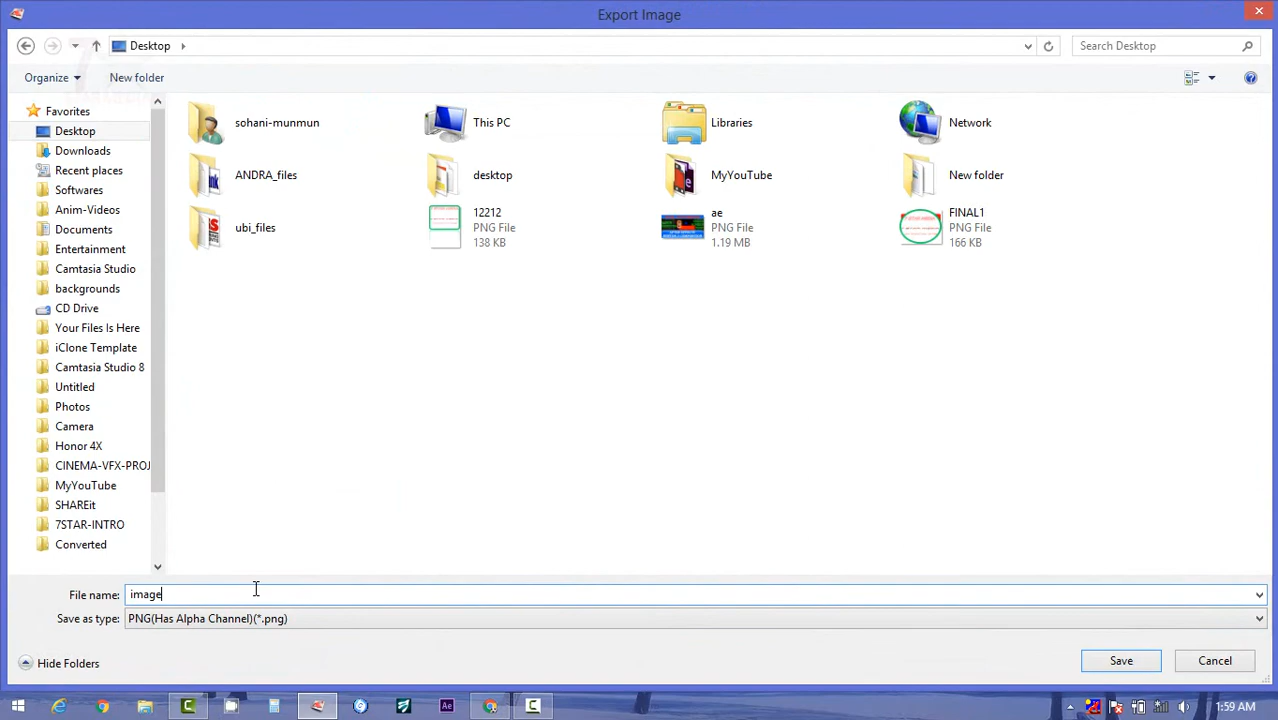 Export Image
Desktop
Search Desktop
Organize
New folder
Favorites
Desktop
Downloads
Recent places
Softwares
Anim-Videos
Documents
Entertainment
Camtasia Studio
backgrounds
CD Drive
Your Files Is Here
iClone Template
Camtasia Studio 8
Untitled
Photos
Camera
Honor 4X
CINEMA-VFX-PROJ
MyYouTube
SHAREit
7STAR-INTRO
Converted
sohani-munmun
This PC
Libraries
Network
ANDRA_files
desktop
MyYouTube
New folder
ubi_files
12212
PNG File
138 KB
ae
PNG File
1.19 MB
FINAL1
PNG File
166 KB
File name: image
Save as type: PNG(Has Alpha Channel)(*.png)
Hide Folders
Save
Cancel
Ae
1:59 AM